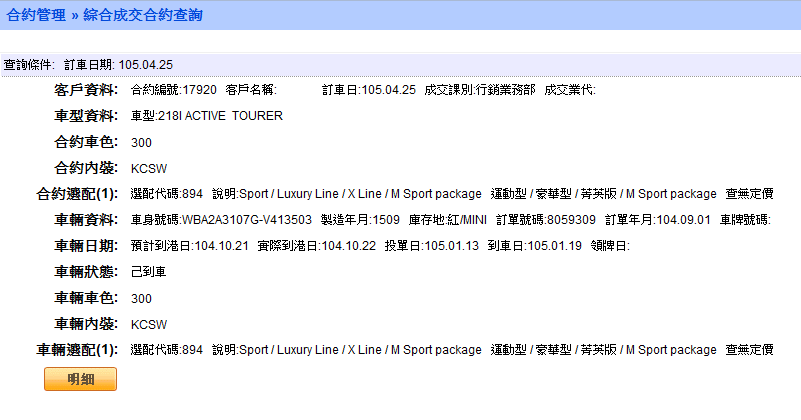 合約管理 » 綜合成交合約查詢
查詢條件: 訂車日期: 105.04.25
客戶資料: 合約編號:17920 客戶名稱: 訂車日:105.04.25 成交課別:行銷業務部 成交業代:
車型資料: 車型:218I ACTIVE TOURER
合約車色: 300
合約內裝: KCSW
合約選配(1): 選配代碼:894 說明:Sport / Luxury Line / X Line / M Sport package 運動型 / 豪華型 / 菁英版 / M Sport package 查無定價
車輛資料: 車身號碼:WBA2A3107G-V413503 製造年月:1509 庫存地:紅/MINI 訂單號碼:8059309 訂單年月:104.09.01 車牌號碼:
車輛日期: 預計到港日:104.10.21 實際到港日:104.10.22 投單日:105.01.13 到車日:105.01.19 領牌日:
車輛狀態: 己到車
車輛車色: 300
車輛內裝: KCSW
車輛選配(1): 選配代碼:894 說明:Sport / Luxury Line / X Line / M Sport package 運動型 / 豪華型 / 菁英版 / M Sport package 查無定價
明細